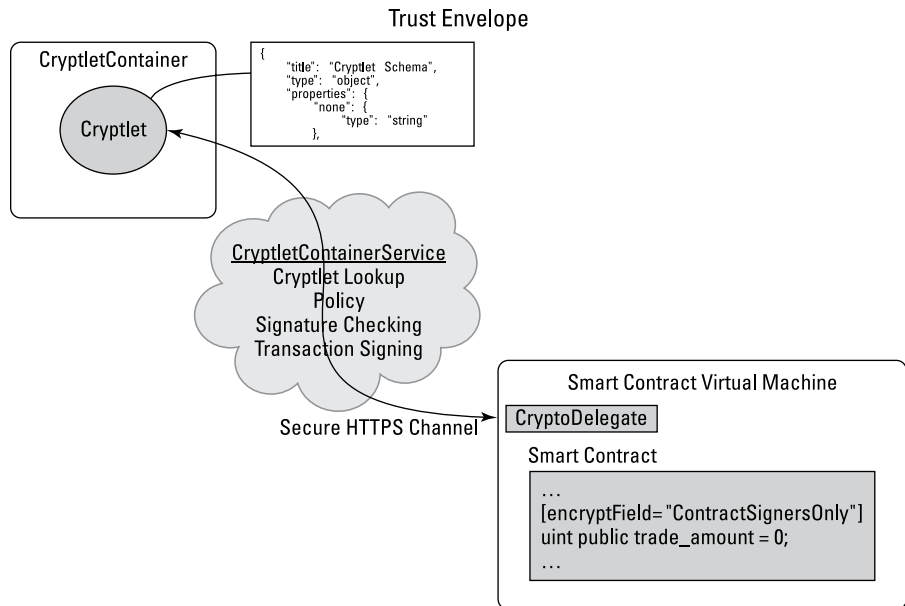 Trust Envelope
CryptletContainer
Cryptlet
{
"title": "Cryptlet Schema",
"type": "object",
"properties": {
"none": {
"type": "string"
},
CryptletContainerService
Cryptlet Lookup
Policy
Signature Checking
Transaction Signing
Secure HTTPS Channel
Smart Contract Virtual Machine
CryptoDelegate
Smart Contract
...
[encryptField= "ContractSignersOnly"]
uint public trade_amount = 0;
...